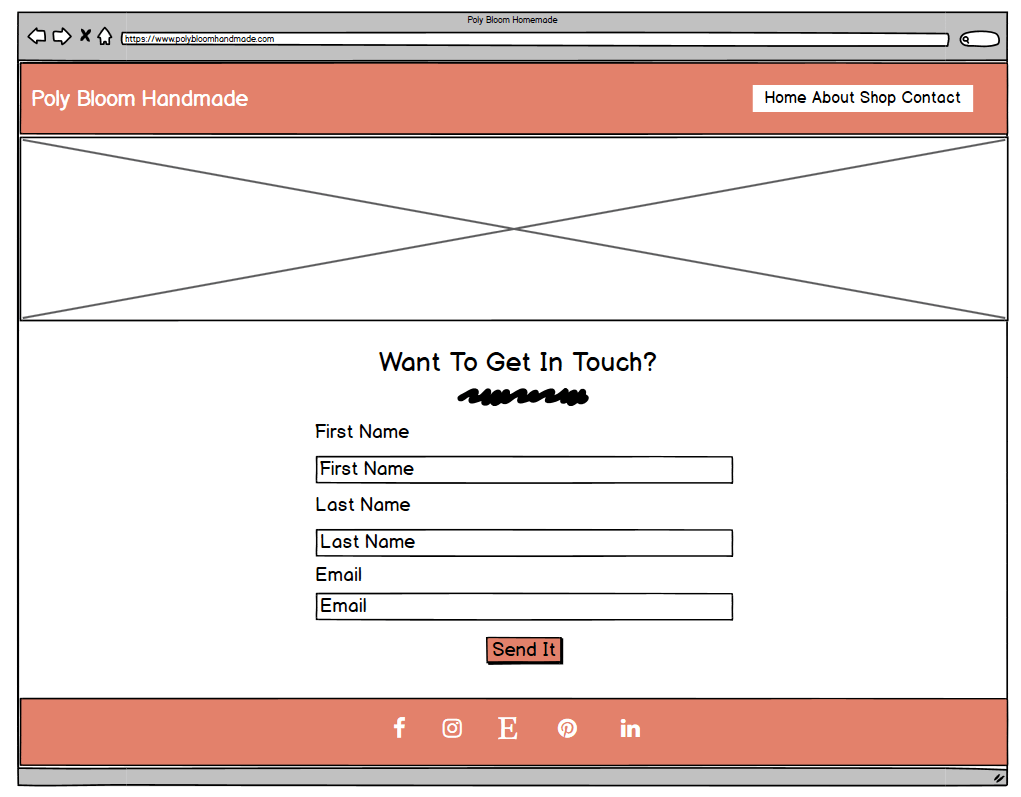 Poly Bloom Homemade
https://www.polybloomhandmade.com
Poly Bloom Handmade
Home About Shop Contact
Want To Get In Touch?
First Name
First Name
Last Name
Last Name
Email
Email
Send It